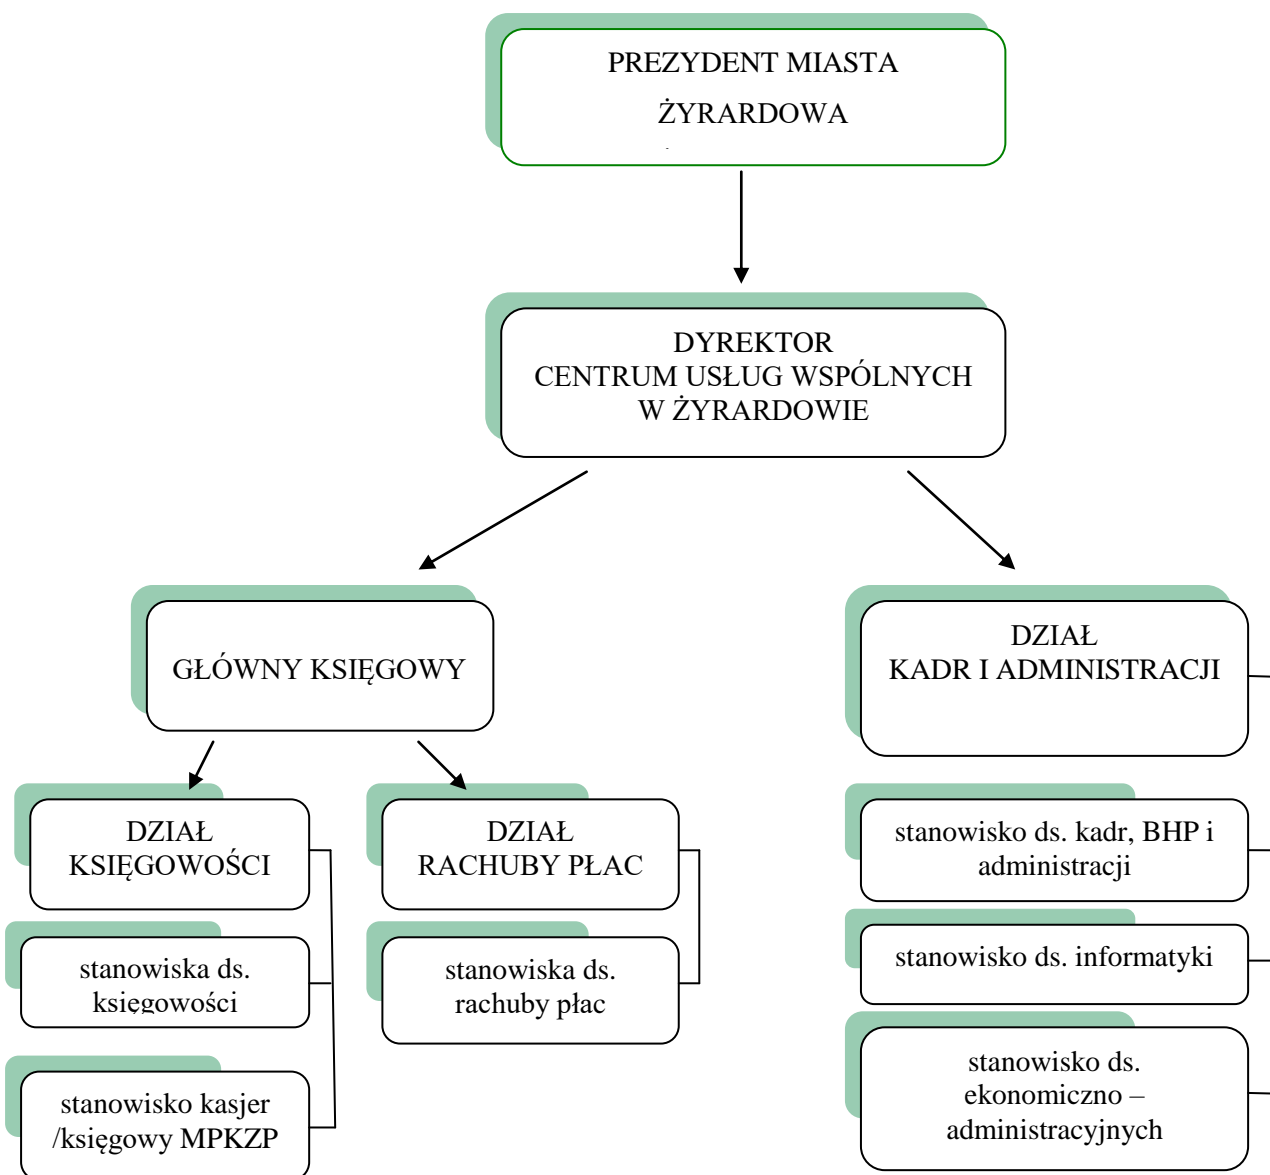 PREZYDENT MIASTA
ŻYRARDOWA
DYREKTOR
CENTRUM USŁUG WSPÓLNYCH
W ŻYRARDOWIE
GŁÓWNY KSIĘGOWY
DZIAŁ
KADR I ADMINISTRACJI
DZIAŁ
KSIĘGOWOŚCI
DZIAŁ
RACHUBY PŁAC
stanowisko ds. kadr, BHP i
administracji
stanowiska ds.
księgowości
stanowiska ds.
rachuby płac
stanowisko ds. informatyki
stanowisko kasjer
/księgowy MPKZP
stanowisko ds.
ekonomiczno –
administracyjnych